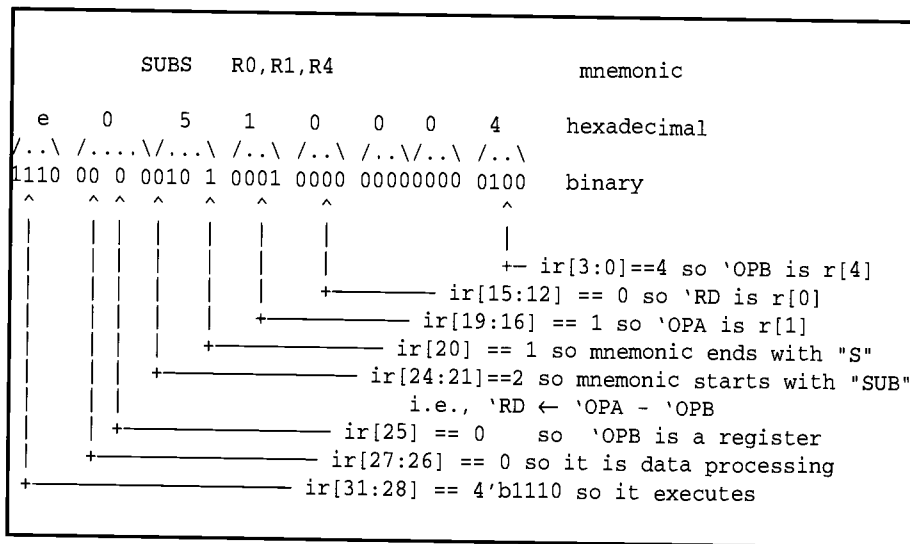 SUBS R0,R1,R4 mnemonic
e 0 5 1 0 0 0 4 hexadecimal
/..\ /....\/...\ /..\ /..\ /..\/..\ /..\
1110 00 0 0010 1 0001 0000 00000000 0100 binary
^ ^ ^ ^ ^ ^ ^ ^
+— ir[3:0]==4 so `OPB is r[4]
+——— ir[15:12] == 0 so `RD is r[0]
+——— ir[19:16] == 1 so `OPA is r[1]
+——— ir[20] == 1 so mnemonic ends with "S"
+——— ir[24:21]==2 so mnemonic starts with "SUB"
i.e., `RD ← `OPA - `OPB
+——— ir[25] == 0 so `OPB is a register
+——— ir[27:26] == 0 so it is data processing
+——— ir[31:28] == 4'b1110 so it executes